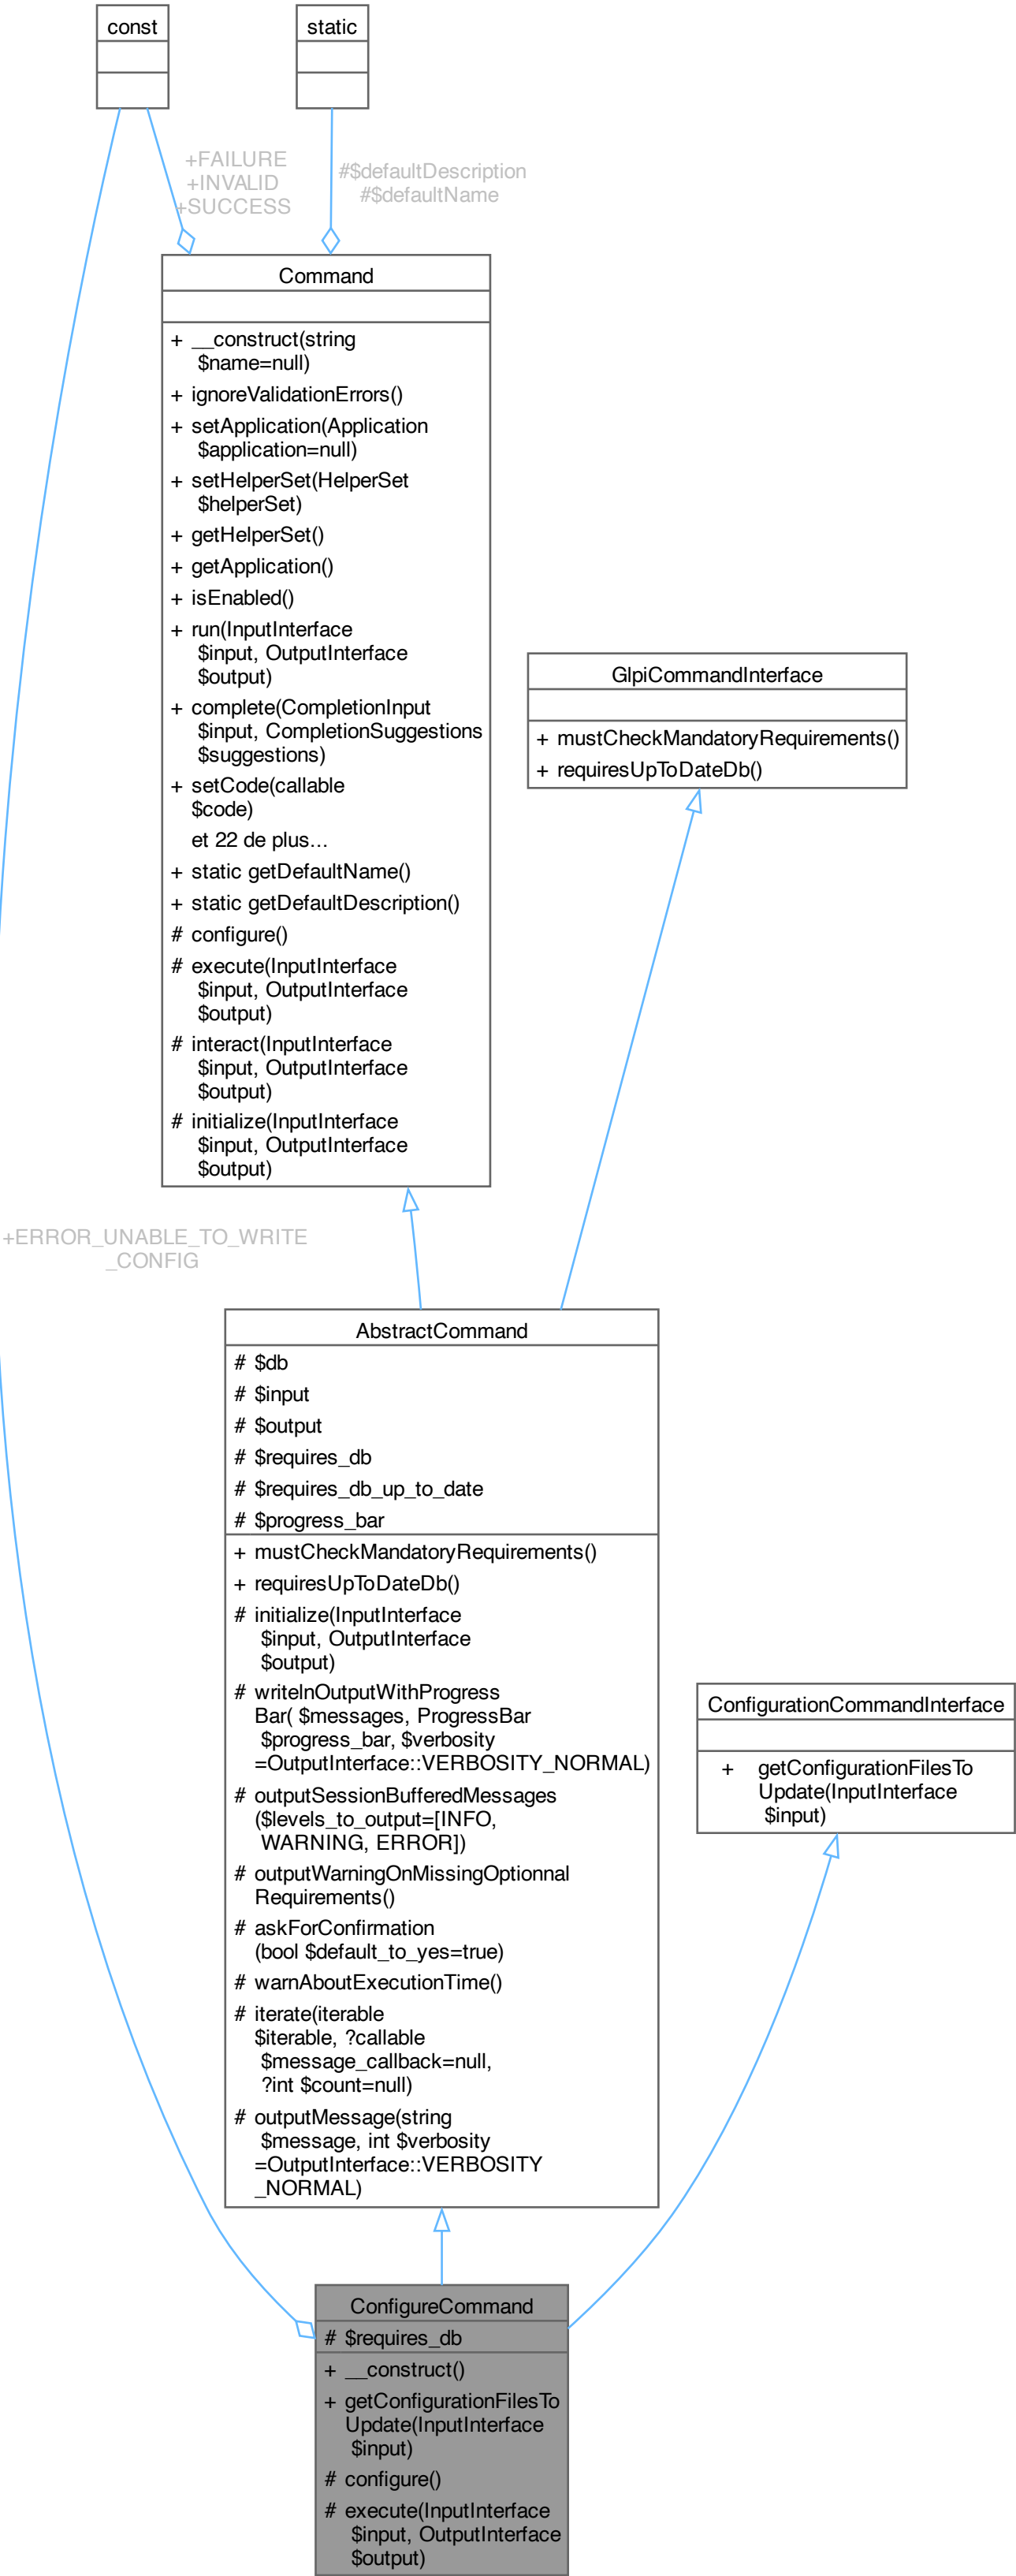 const
static
+FAILURE
+INVALID
+SUCCESS
#$defaultDescription
#$defaultName
Command
+ __construct(string
$name=null)
+ ignoreValidationErrors()
+ setApplication(Application
$application=null)
+ setHelperSet(HelperSet
$helperSet)
+ getHelperSet()
+ getApplication()
+ isEnabled()
+ run(InputInterface
$input, OutputInterface
$output)
+ complete(CompletionInput
$input, CompletionSuggestions
$suggestions)
+ setCode(callable
$code)
et 22 de plus...
+ static getDefaultName()
+ static getDefaultDescription()
# configure()
# execute(InputInterface
$input, OutputInterface
$output)
# interact(InputInterface
$input, OutputInterface
$output)
# initialize(InputInterface
$input, OutputInterface
$output)
GlpiCommandInterface
+ mustCheckMandatoryRequirements()
+ requiresUpToDateDb()
+ERROR_UNABLE_TO_WRITE
_CONFIG
AbstractCommand
# $db
# $input
# $output
# $requires_db
# $requires_db_up_to_date
# $progress_bar
+ mustCheckMandatoryRequirements()
+ requiresUpToDateDb()
# initialize(InputInterface
$input, OutputInterface
$output)
# writelnOutputWithProgress
Bar( $messages, ProgressBar
$progress_bar, $verbosity
=OutputInterface::VERBOSITY_NORMAL)
# outputSessionBufferedMessages
($levels_to_output=[INFO,
WARNING, ERROR])
# outputWarningOnMissingOptionnal
Requirements()
# askForConfirmation
(bool $default_to_yes=true)
# warnAboutExecutionTime()
# iterate(iterable
$iterable, ?callable
$message_callback=null,
?int $count=null)
# outputMessage(string
$message, int $verbosity
=OutputInterface::VERBOSITY
_NORMAL)
ConfigurationCommandInterface
+ getConfigurationFilesTo
Update(InputInterface
$input)
ConfigureCommand
# $requires_db
+ __construct()
+ getConfigurationFilesTo
Update(InputInterface
$input)
# configure()
# execute(InputInterface
$input, OutputInterface
$output)